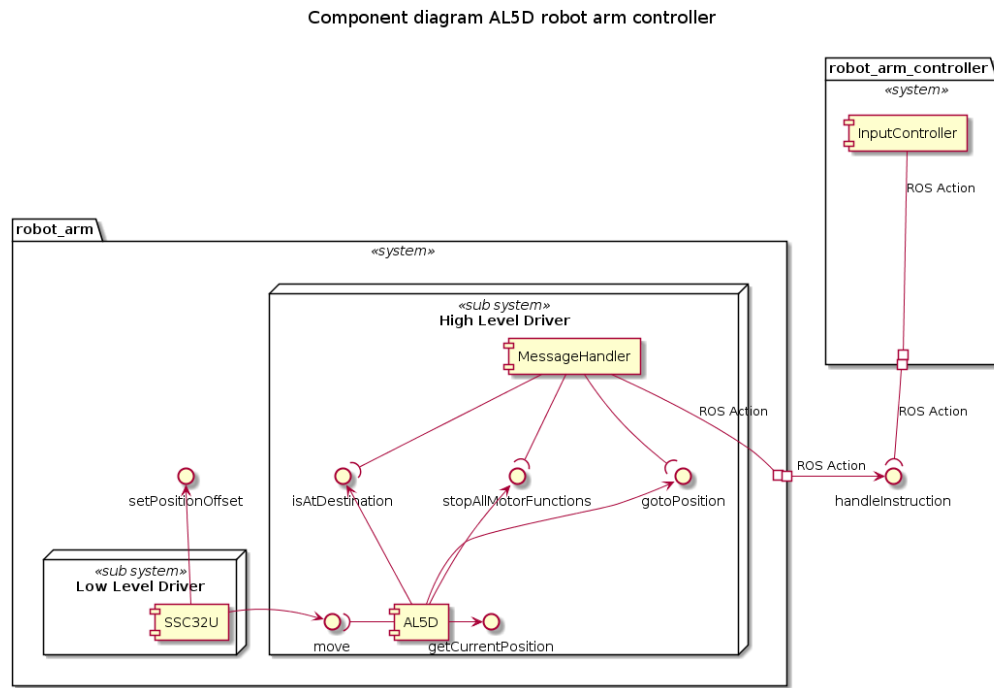 Component diagram AL5D robot arm controller
robot_arm_controller
«system»
InputController
ROS Action
robot_arm
«system»
«sub system»
High Level Driver
MessageHandler
ROS Action
ROS Action
ROS Action
setPositionOffset
isAtDestination
stopAllMotorFunctions
gotoPosition
handleInstruction
«sub system»
Low Level Driver
SSC32U
AL5D
move
getCurrentPosition